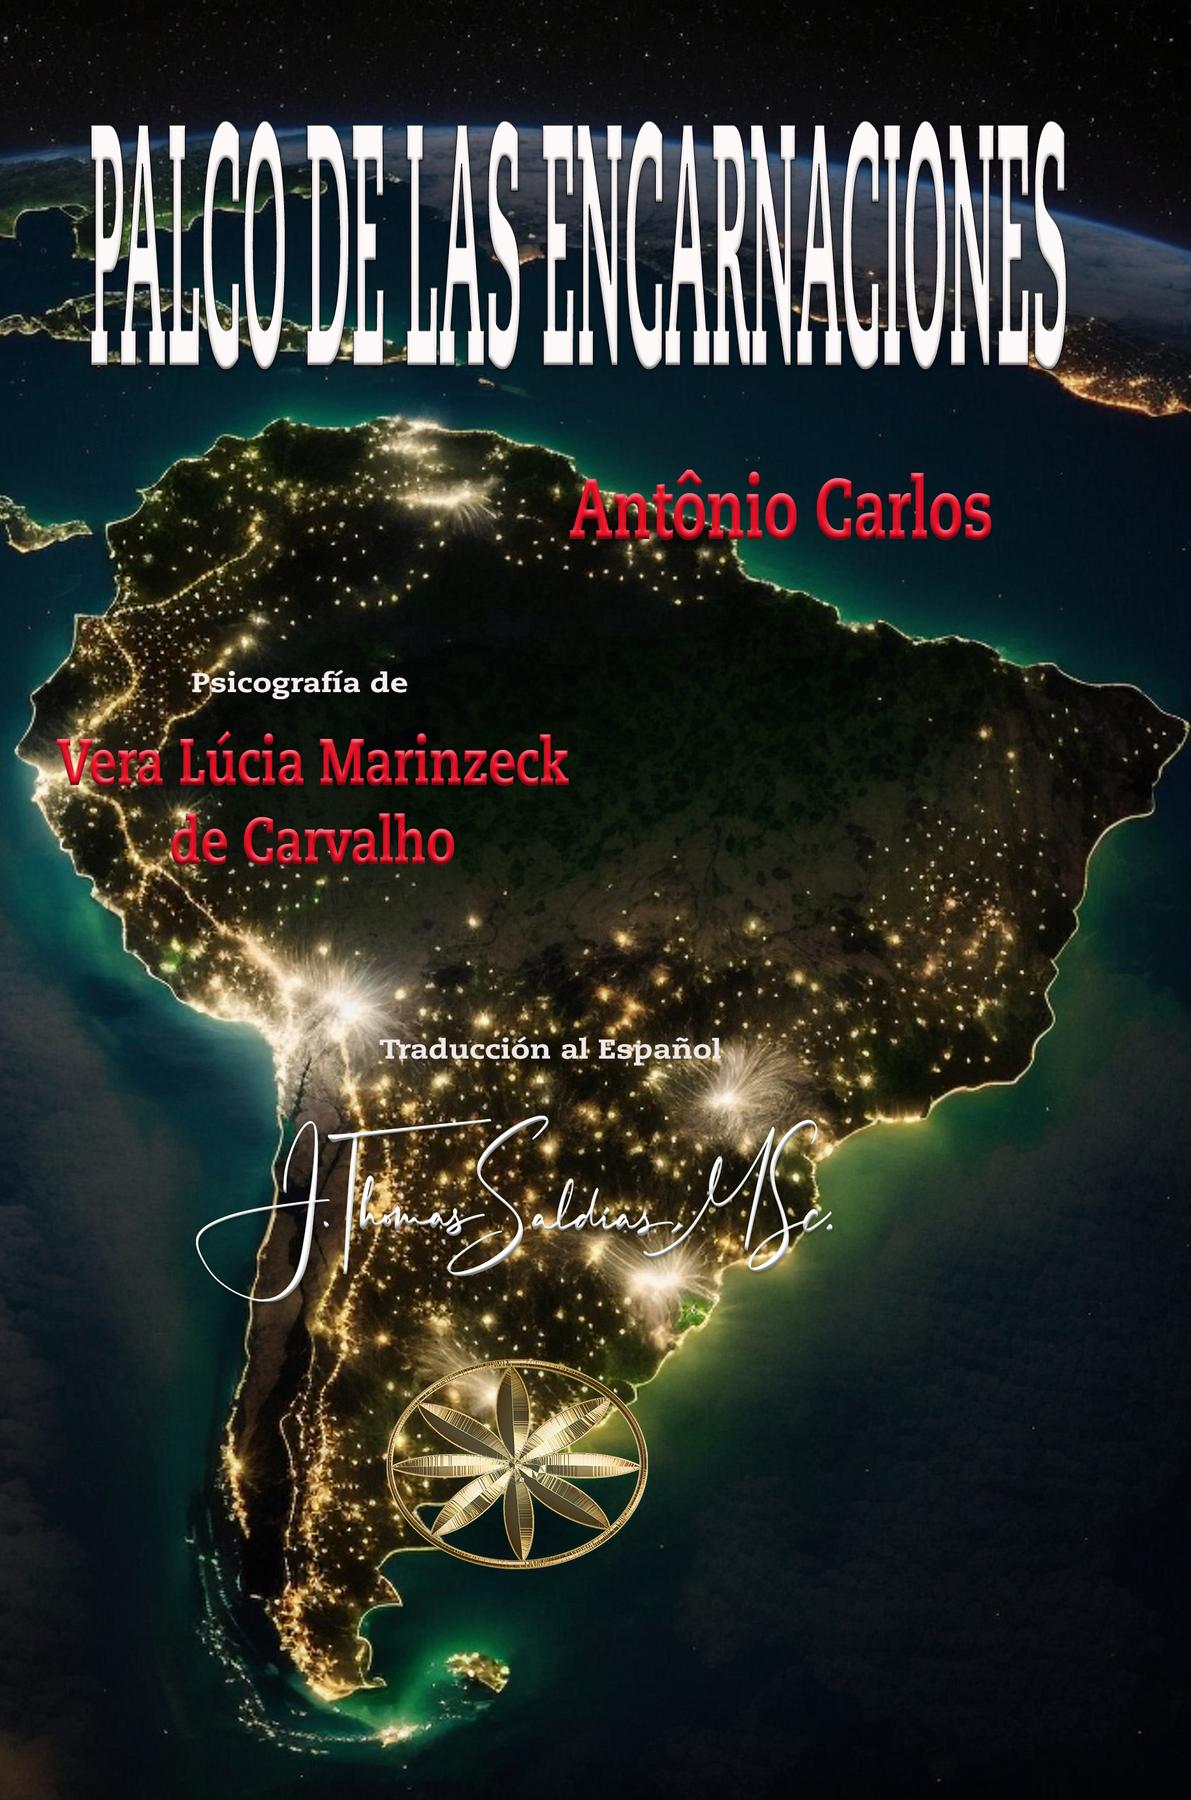 PALCO DE LAS ENCARNACIONES
Antônio Carlos
Psicografía de
Vera Lúcia Marinzeck
de Carvalho
Traducción al Español
J.Thomas Saldias, MSc.